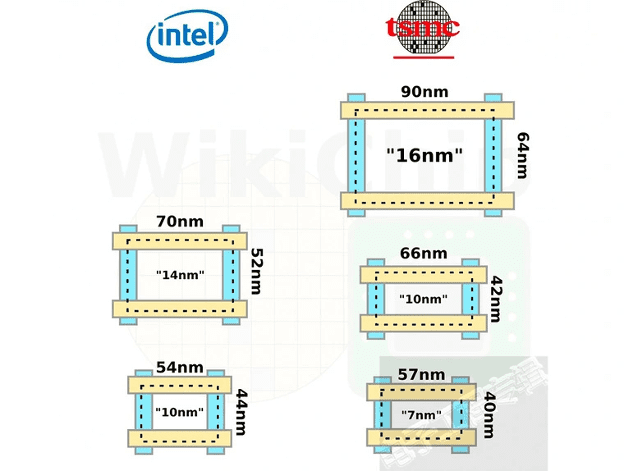 intel
tsmc
WikiChip
90nm
"16nm"
64nm
70nm
"14nm"
52nm
66nm
"10nm"
42nm
54nm
"10nm"
44nm
57nm
"7nm"
40nm